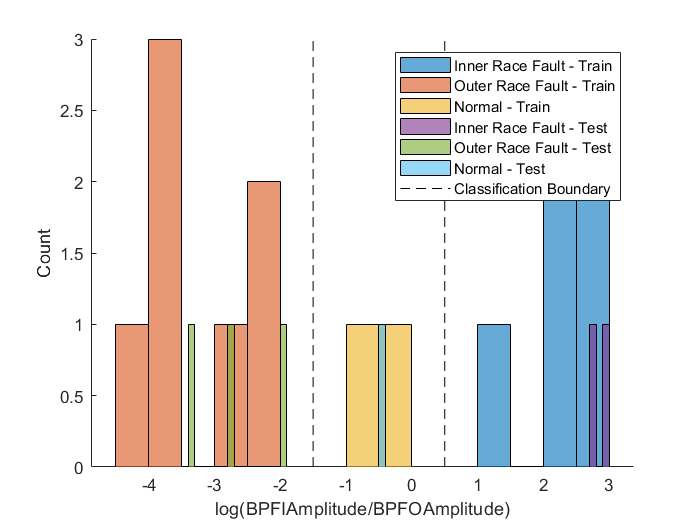 3
2.5
2
1.5
1
0.5
0
Count
-4 -3 -2 -1 0 1 2 3
log(BPFIAmplitude/BPFOAmplitude)
Inner Race Fault - Train
Outer Race Fault - Train
Normal - Train
Inner Race Fault - Test
Outer Race Fault - Test
Normal - Test
Classification Boundary